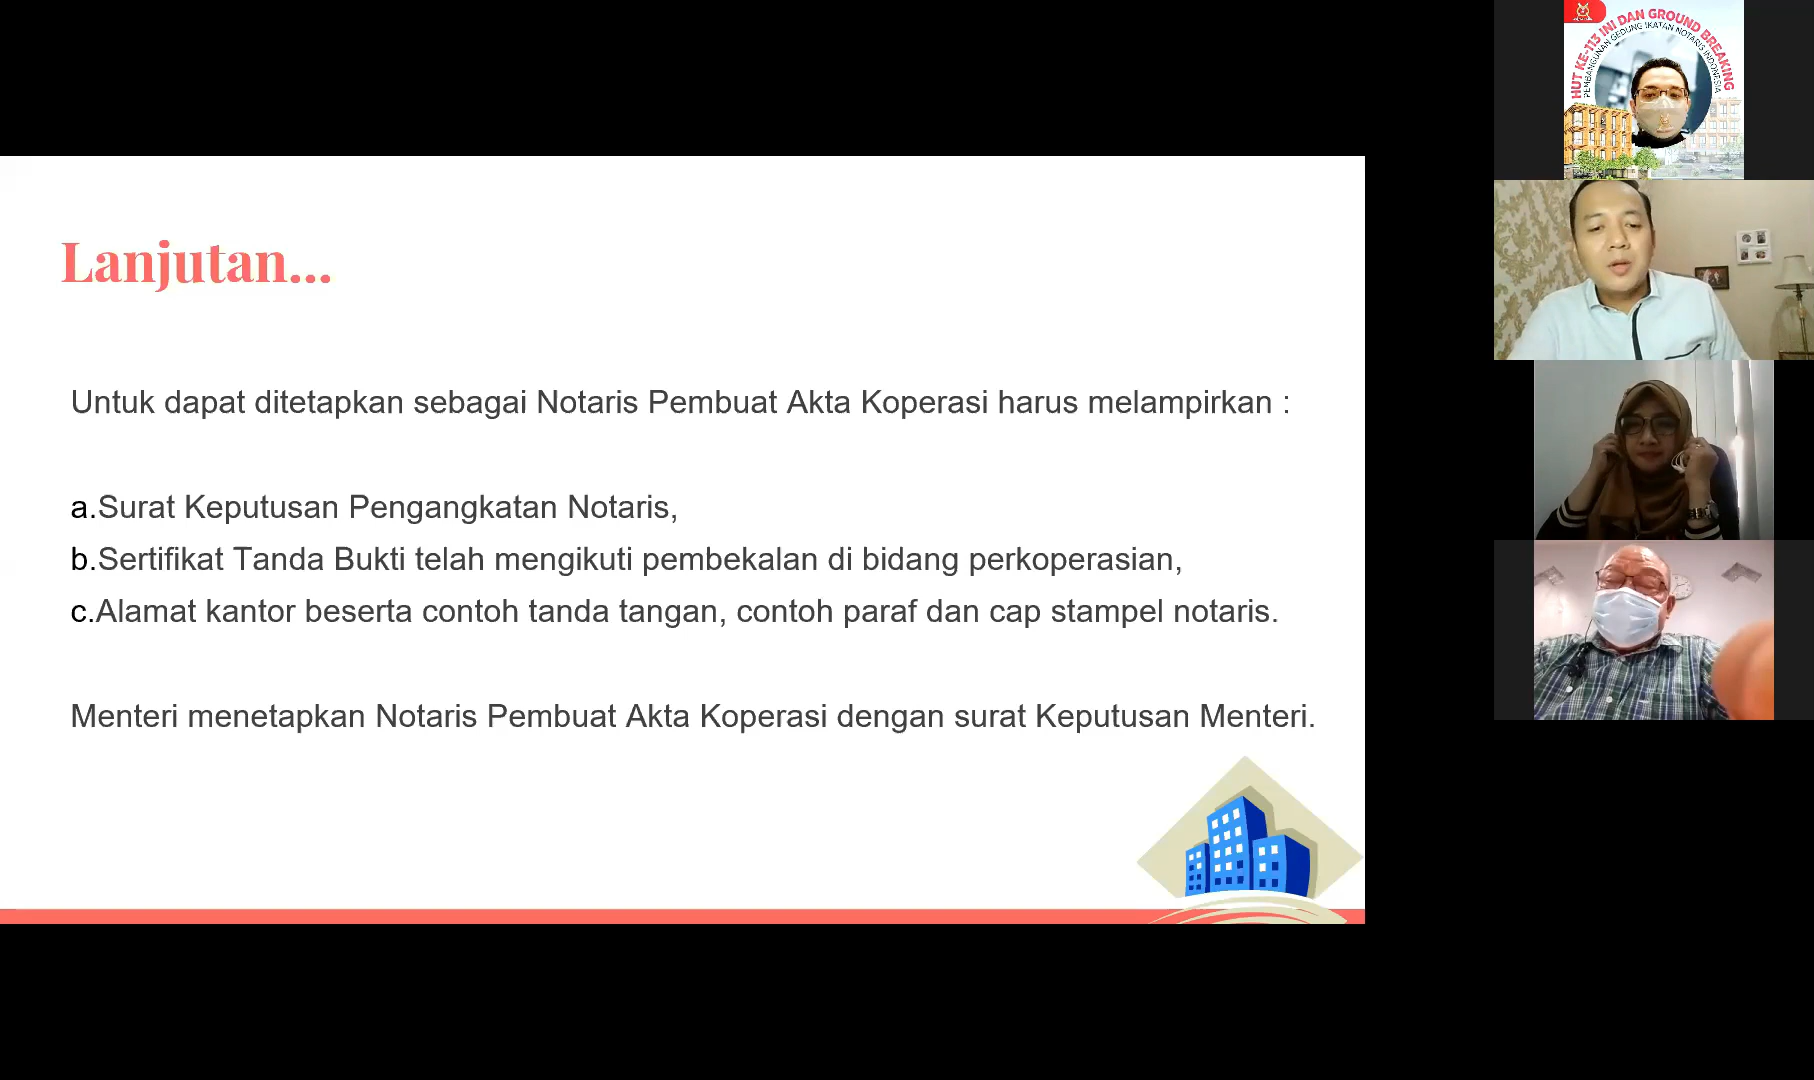 Lanjutan...
Untuk dapat ditetapkan sebagai Notaris Pembuat Akta Koperasi harus melampirkan :
a.Surat Keputusan Pengangkatan Notaris,
b.Sertifikat Tanda Bukti telah mengikuti pembekalan di bidang perkoperasian,
c.Alamat kantor beserta contoh tanda tangan, contoh paraf dan cap stampel notaris.
Menteri menetapkan Notaris Pembuat Akta Koperasi dengan surat Keputusan Menteri.
HUT KE-113 INI DAN GROUND BREAKING
PEMBANGUNAN GEDUNG IKATAN NOTARIS INDONESIA